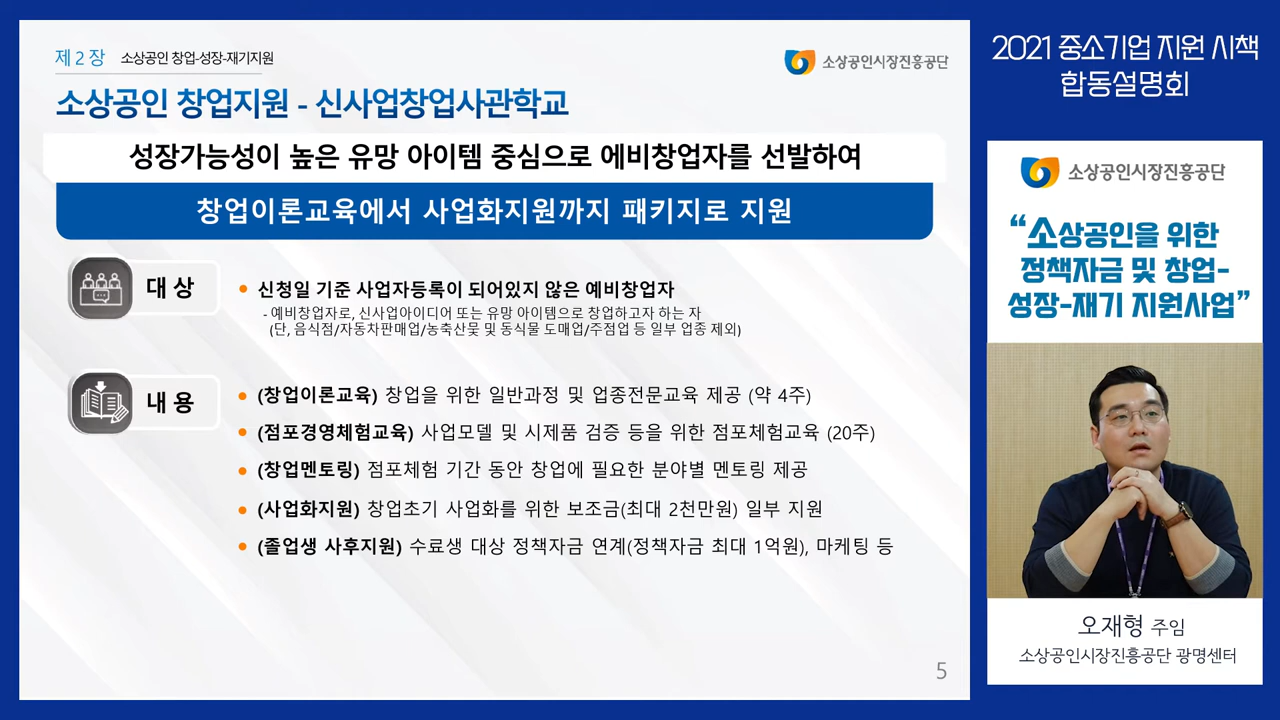 제 2 장 소상공인 창업-성장-재기지원
소상공인시장진흥공단
소상공인 창업지원 - 신사업창업사관학교
성장가능성이 높은 유망 아이템 중심으로 에비창업자를 선발하여
창업이론교육에서 사업화지원까지 패키지로 지원
대 상
• 신청일 기준 사업자등록이 되어있지 않은 예비창업자
- 예비창업자로, 신사업아이디어 또는 유망 아이템으로 창업하고자 하는 자
(단, 음식점/자동차판매업/농축산뭋 및 동식물 도매업/주점업 등 일부 업종 제외)
내 용
• (창업이론교육) 창업을 위한 일반과정 및 업종전문교육 제공 (약 4주)
• (점포경영체험교육) 사업모델 및 시제품 검증 등을 위한 점포체험교육 (20주)
• (창업멘토링) 점포체험 기간 동안 창업에 필요한 분야별 멘토링 제공
• (사업화지원) 창업초기 사업화를 위한 보조금(최대 2천만원) 일부 지원
• (졸업생 사후지원) 수료생 대상 정책자금 연계(정책자금 최대 1억원), 마케팅 등
5
2021 중소기업 지원 시책
합동설명회
소상공인시장진흥공단
“소상공인을 위한
정책자금 및 창업-
성장-재기 지원사업”
오재형 주임
소상공인시장진흥공단 광명센터